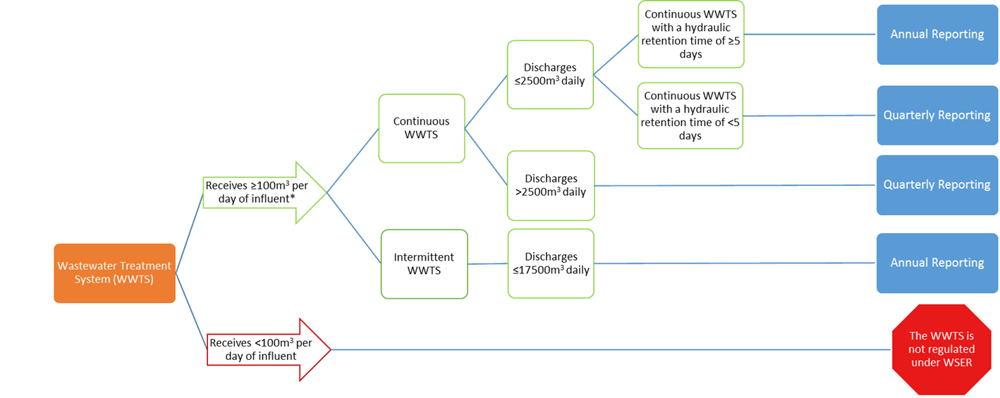 Wastewater Treatment
System (WWTS)
Receives ≥100m³ per
day of influent*
Receives <100m³ per
day of influent
Continuous
WWTS
Intermittent
WWTS
Discharges
≤2500m³ daily
Discharges
>2500m³ daily
Discharges
≤17500m³ daily
Continuous WWTS
with a hydraulic
retention time of ≥5
days
Continuous WWTS
with a hydraulic
retention time of <5
days
Annual Reporting
Quarterly Reporting
Quarterly Reporting
Annual Reporting
The WWTS is
not regulated
under WSER